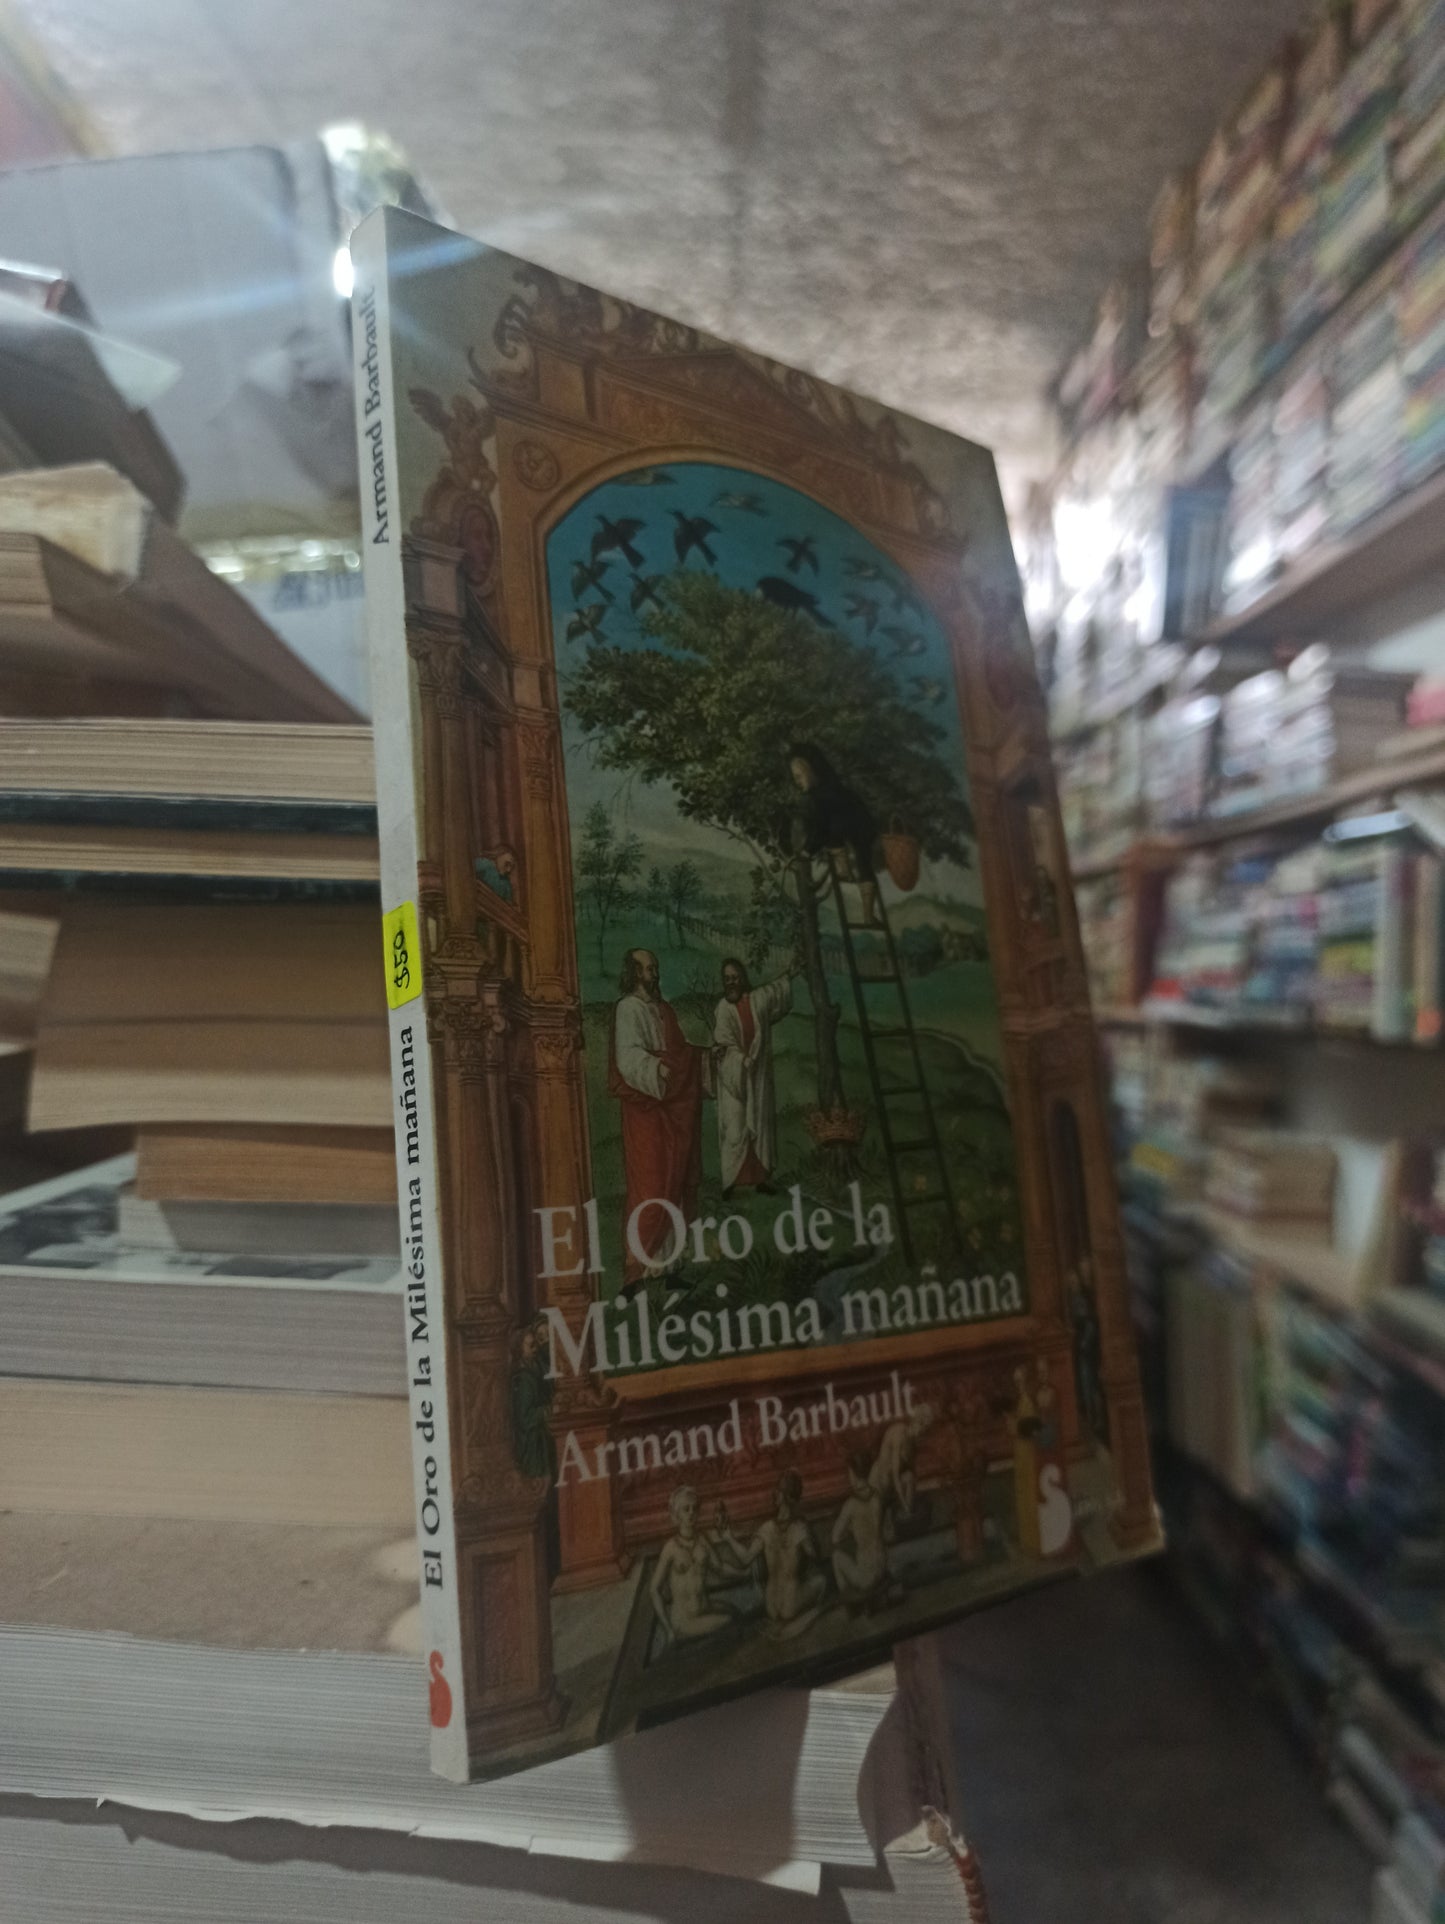 Armand Barbault
$50
El Oro de la Milésima mañana
El Oro de la
Milésima mañana
Armand Barbault